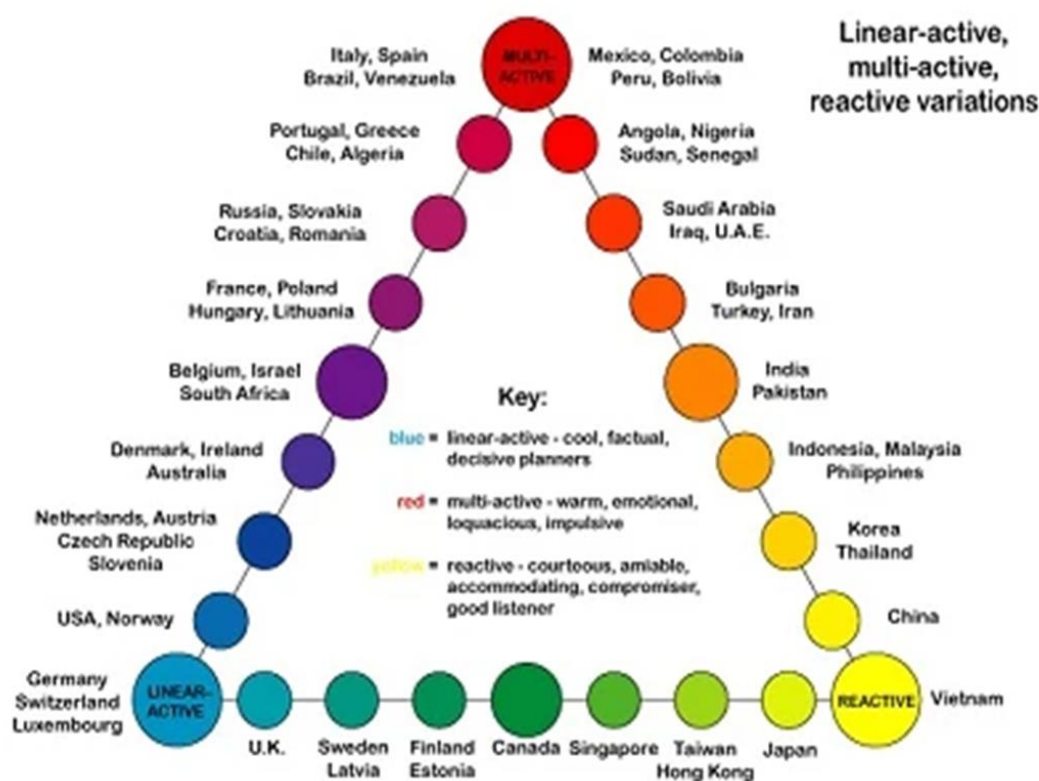 Linear-active,
multi-active,
reactive variations
MULTI-
ACTIVE
Italy, Spain
Brazil, Venezuela
Mexico, Colombia
Peru, Bolivia
Portugal, Greece
Chile, Algeria
Angola, Nigeria
Sudan, Senegal
Russia, Slovakia
Croatia, Romania
Saudi Arabia
Iraq, U.A.E.
France, Poland
Hungary, Lithuania
Bulgaria
Turkey, Iran
Belgium, Israel
South Africa
India
Pakistan
Denmark, Ireland
Australia
Indonesia, Malaysia
Philippines
Netherlands, Austria
Czech Republic
Slovenia
Korea
Thailand
USA, Norway
China
Key:
blue = linear-active - cool, factual,
decisive planners
red = multi-active - warm, emotional,
loquacious, impulsive
yellow = reactive - courteous, amiable,
accommodating, compromiser,
good listener
Germany
Switzerland
Luxembourg
LINEAR-
ACTIVE
U.K.
Sweden
Latvia
Finland
Estonia
Canada
Singapore
Taiwan
Hong Kong
Japan
REACTIVE
Vietnam